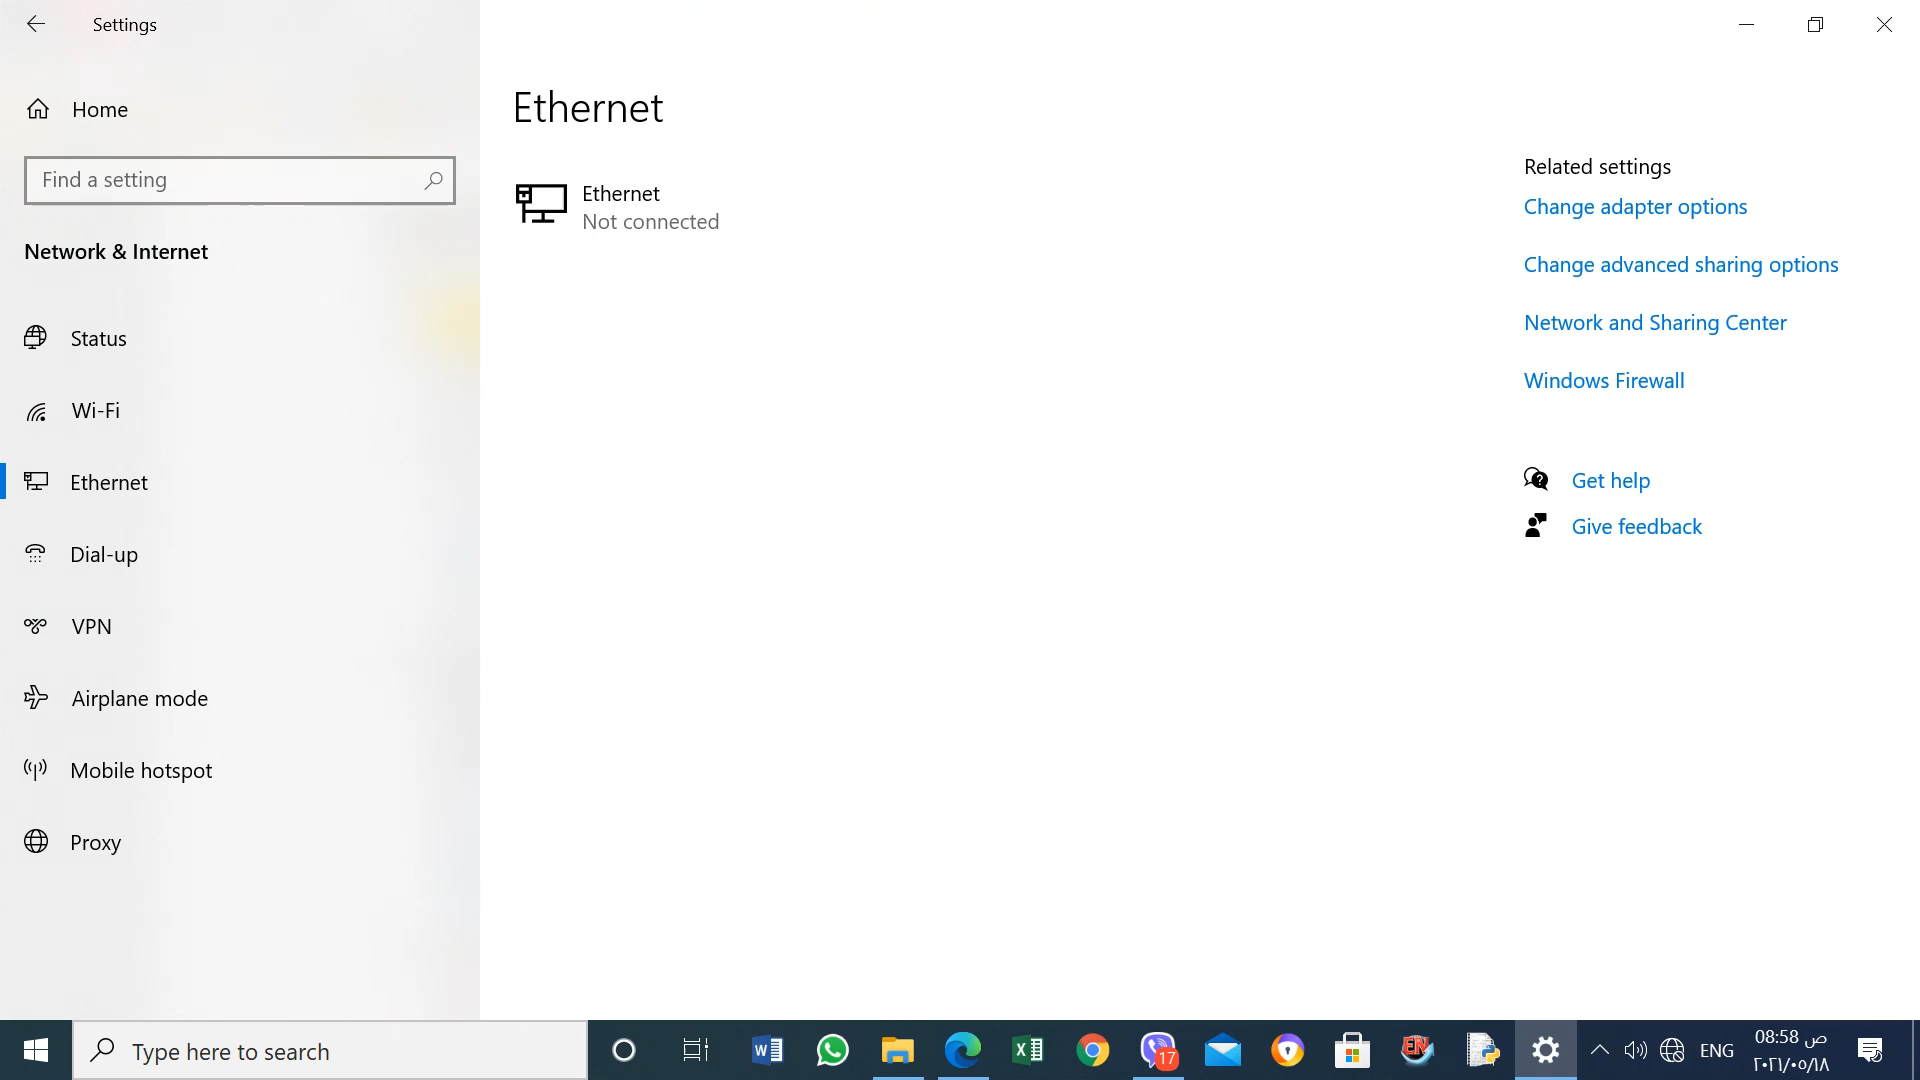 Settings
Home
Find a setting
Network & Internet
Status
Wi-Fi
Ethernet
Dial-up
VPN
Airplane mode
Mobile hotspot
Proxy
Ethernet
Ethernet
Not connected
Related settings
Change adapter options
Change advanced sharing options
Network and Sharing Center
Windows Firewall
Get help
Give feedback
Type here to search
17
EN
ENG
08:58 ص
٢٠٢١/٠٥/١٨